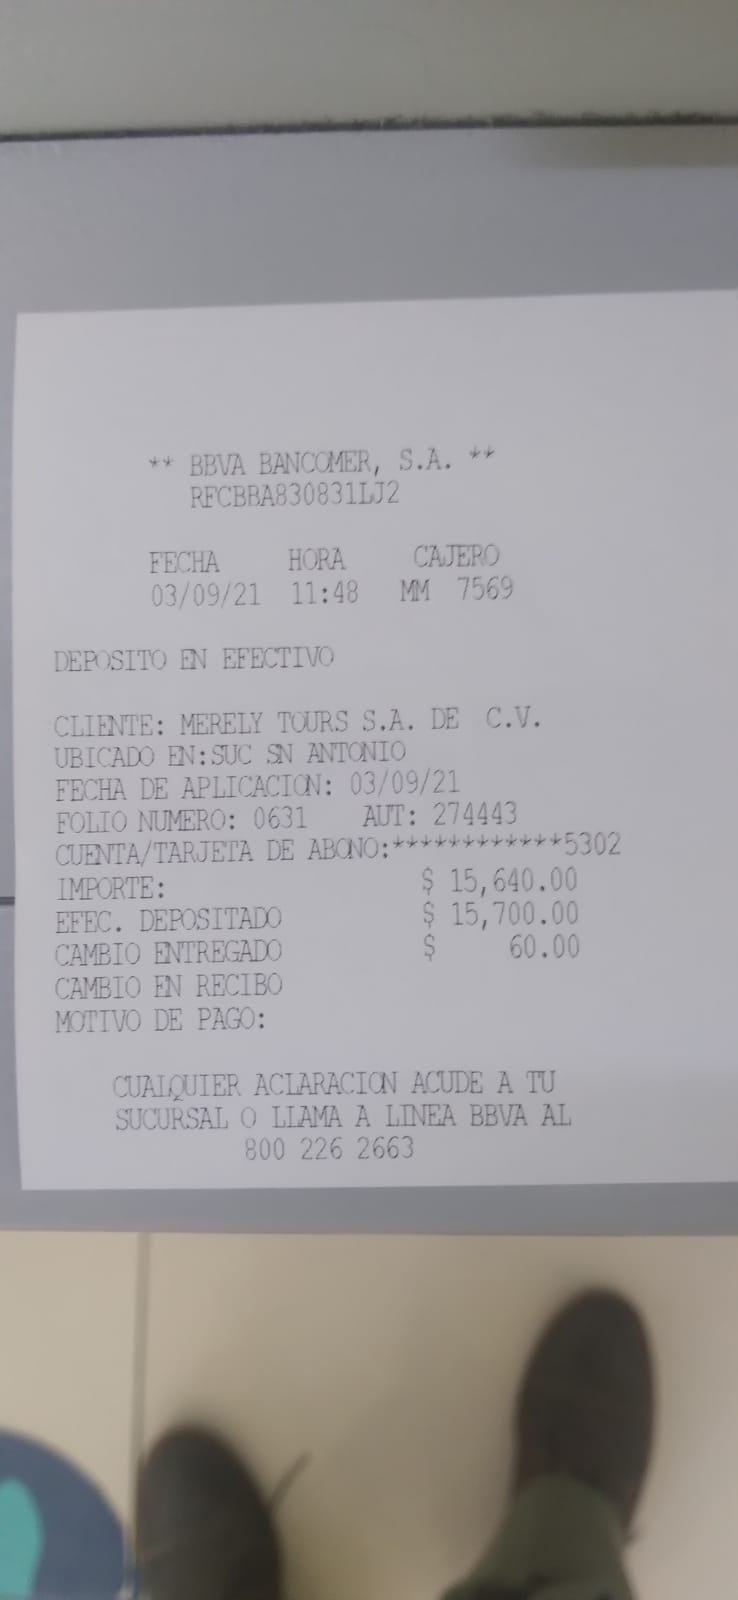 ** BBVA BANCOMER, S.A. **
RFCBBA830831LJ2
FECHA HORA CAJERO
03/09/21 11:48 MM 7569
DEPOSITO EN EFECTIVO
CLIENTE: MERELY TOURS S.A. DE C.V.
UBICADO EN:SUC SN ANTONIO
FECHA DE APLICACION: 03/09/21
FOLIO NUMERO: 0631 AUT: 274443
CUENTA/TARJETA DE ABONO:************5302
IMPORTE: $ 15,640.00
EFEC. DEPOSITADO $ 15,700.00
CAMBIO ENTREGADO $ 60.00
CAMBIO EN RECIBO
MOTIVO DE PAGO:
CUALQUIER ACLARACION ACUDE A TU
SUCURSAL O LLAMA A LINEA BBVA AL
800 226 2663